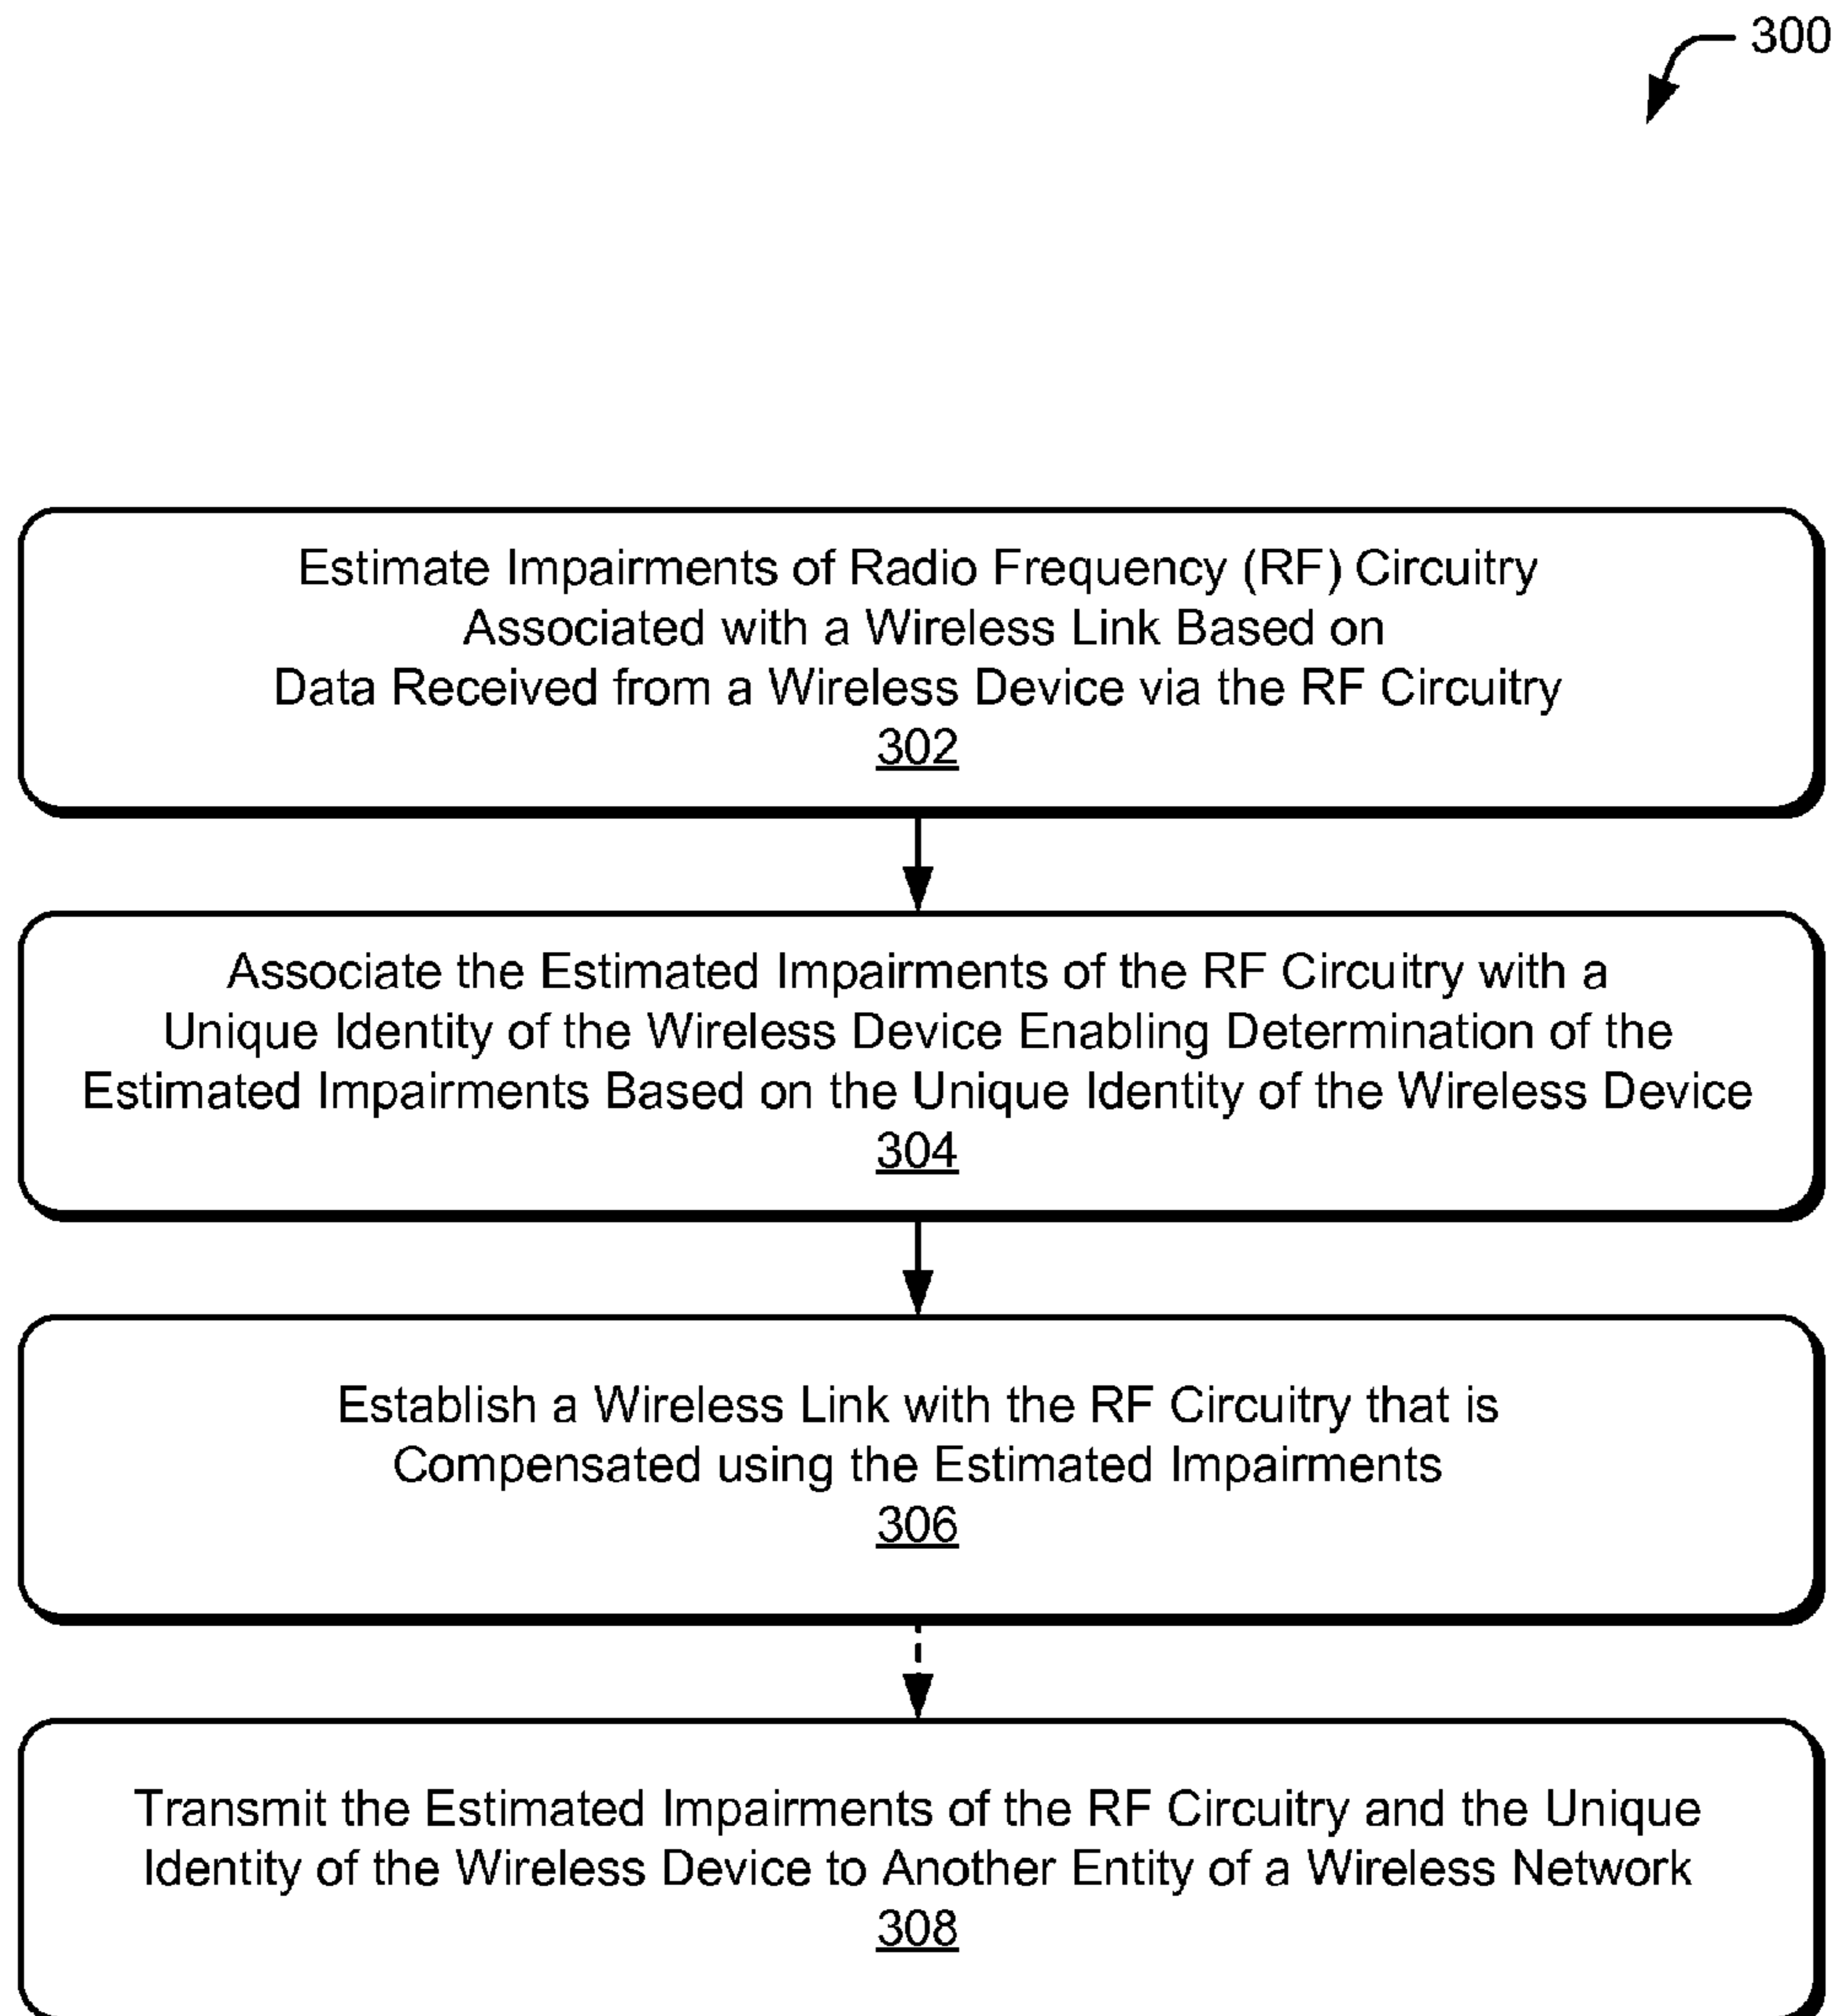 300
Estimate Impairments of Radio Frequency (RF) Circuitry
Associated with a Wireless Link Based on
Data Received from a Wireless Device via the RF Circuitry
302
Associate the Estimated Impairments of the RF Circuitry with a
Unique Identity of the Wireless Device Enabling Determination of the
Estimated Impairments Based on the Unique Identity of the Wireless Device
304
Establish a Wireless Link with the RF Circuitry that is
Compensated using the Estimated Impairments
306
Transmit the Estimated Impairments of the RF Circuitry and the Unique
Identity of the Wireless Device to Another Entity of a Wireless Network
308